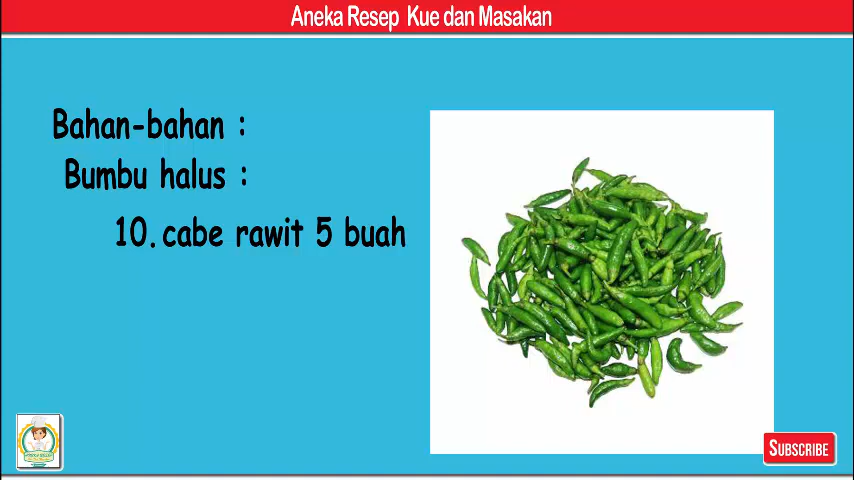 Aneka Resep Kue dan Masakan
Bahan-bahan :
Bumbu halus :
10. cabe rawit 5 buah
SUBSCRIBE